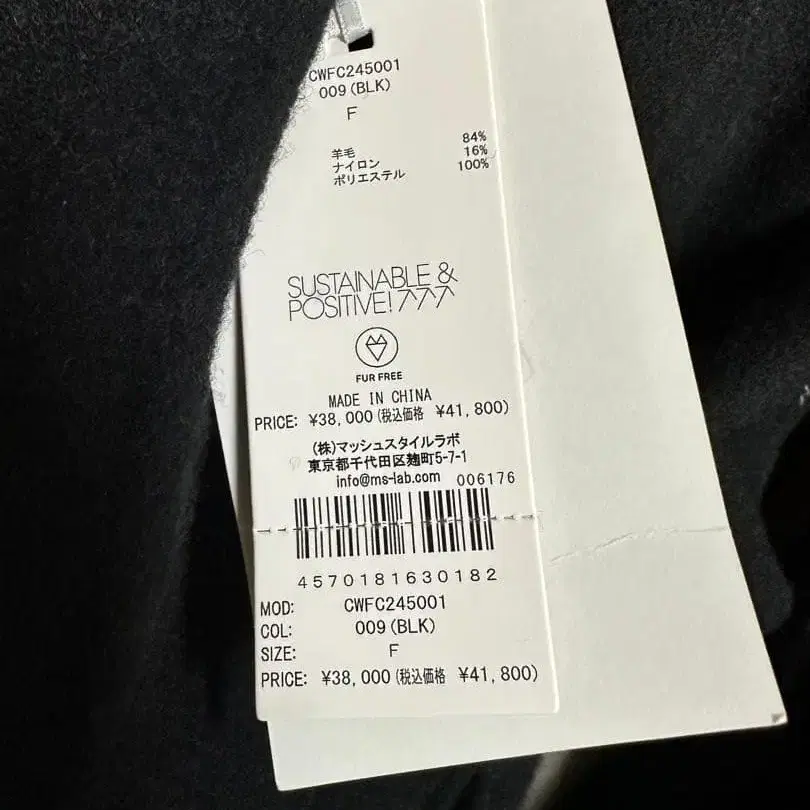 CWFC245001
009(BLK)
F
羊毛 84%
ナイロン 16%
ポリエステル 100%
SUSTAINABLE &
POSITIVE!
FUR FREE
MADE IN CHINA
PRICE: ¥38,000(税込価格 ¥41,800)
(株)マッシュスタイルラボ
東京都千代田区麹町5-7-1
info@ms-lab.com 006176
4570181630182
MOD: CWFC245001
COL: 009(BLK)
SIZE: F
PRICE: ¥38,000(税込価格 ¥41,800)